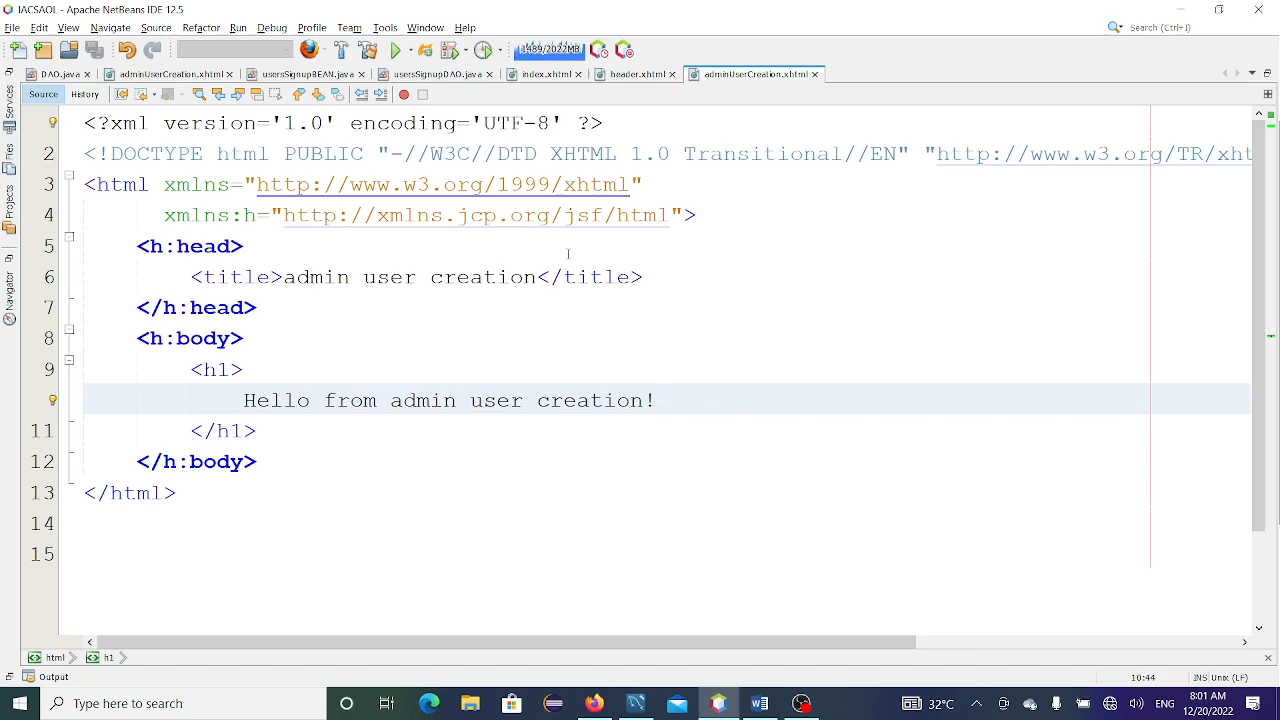 IACSAOL - Apache NetBeans IDE 12.5
File Edit View Navigate Source Refactor Run Debug Profile Team Tools Window Help
Search (Ctrl+I)
1489/2022MB
DAO.java adminUserCreation.xhtml usersSignupBEAN.java usersSignupDAO.java index.xhtml header.xhtml adminUserCreation.xhtml
Source History
Services
Files
Projects
Navigator
<?xml version='1.0' encoding='UTF-8' ?>
2 <!DOCTYPE html PUBLIC "-//W3C//DTD XHTML 1.0 Transitional//EN" "http://www.w3.org/TR/xht
3 <html xmlns="http://www.w3.org/1999/xhtml"
4 xmlns:h="http://xmlns.jcp.org/jsf/html">
5 <h:head>
6 <title>admin user creation</title>
7 </h:head>
8 <h:body>
9 <h1>
Hello from admin user creation!
11 </h1>
12 </h:body>
13 </html>
14
15
html h1
Output
10:44 INS Unix (LF)
Type here to search
32°C
ENG
8:01 AM
12/20/2022